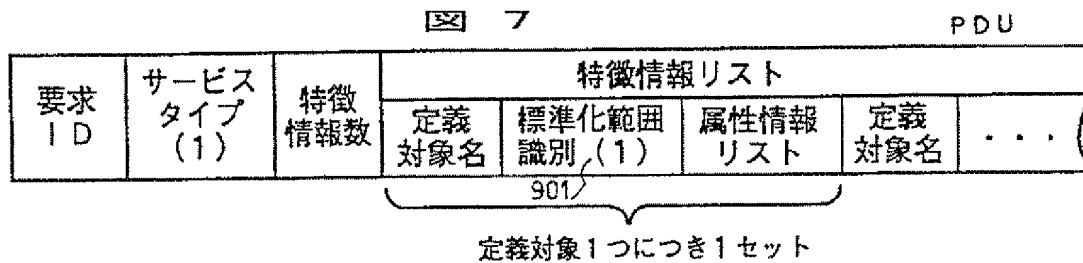 図 7
PDU
要求
ID
サービス
タイプ
(1)
特徴
情報数
特徴情報リスト
定義
対象名
標準化範囲
識別(1)
属性情報
リスト
定義
対象名
・・・
901
定義対象1つにつき1セット